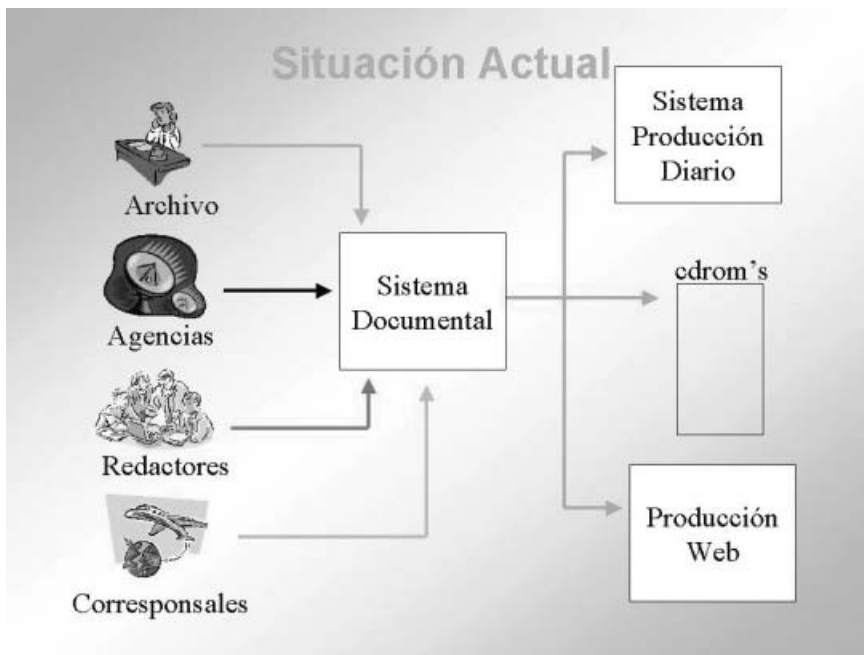 Situación Actual
Archivo
Agencias
Redactores
Corresponsales
Sistema
Documental
Sistema
Producción
Diario
cdrom's
Producción
Web